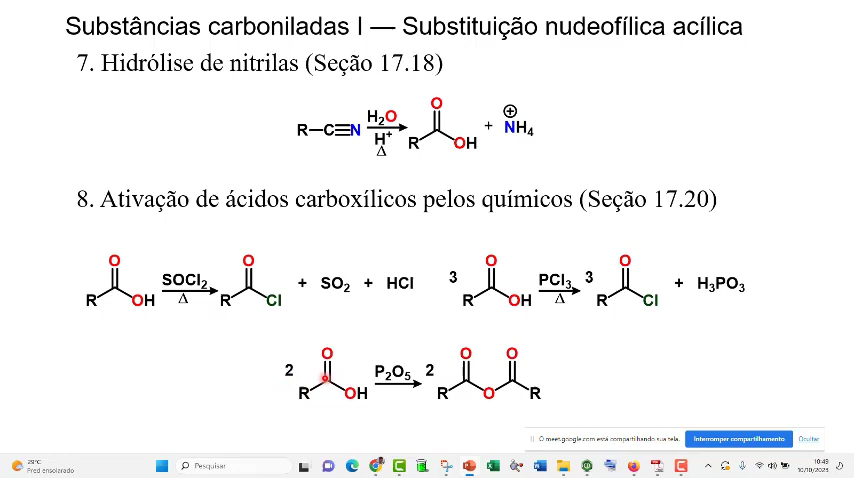 Substâncias carboniladas I — Substituição nudeofílica acílica
7. Hidrólise de nitrilas (Seção 17.18)
R—C≡N H₂O H⁺ Δ O R OH + ⊕ NH₄
8. Ativação de ácidos carboxílicos pelos químicos (Seção 17.20)
O R OH SOCl₂ Δ O R Cl + SO₂ + HCl 3 O R OH PCl₃ Δ 3 O R Cl + H₃PO₃
2 O R OH P₂O₅ 2 O O R O R
O meet.google.com está compartilhando sua tela. Interromper compartilhamento Ocultar
29°C Pred ensolarado
Pesquisar
10:49
10/10/2023